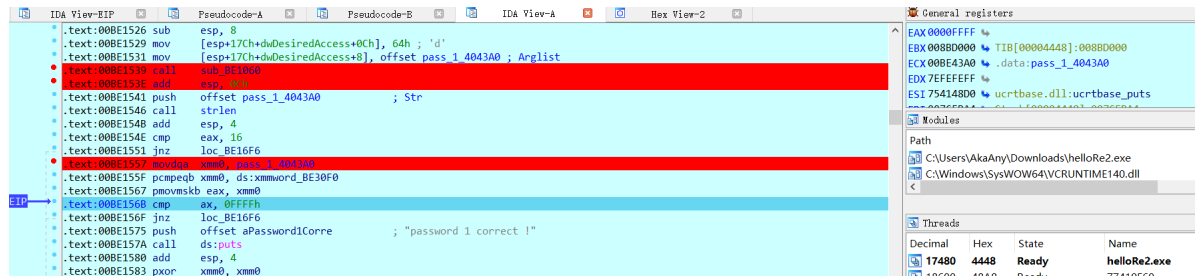 IDA View-EIP Pseudocode-A Pseudocode-B IDA View-A Hex View-2
.text:00BE1526 sub esp, 8
.text:00BE1529 mov [esp+17Ch+dwDesiredAccess+0Ch], 64h ; 'd'
.text:00BE1531 mov [esp+17Ch+dwDesiredAccess+8], offset pass_1_4043A0 ; Arglist
.text:00BE1539 call sub_BE1060
.text:00BE153E add esp, 0Ch
.text:00BE1541 push offset pass_1_4043A0 ; Str
.text:00BE1546 call strlen
.text:00BE154B add esp, 4
.text:00BE154E cmp eax, 16
.text:00BE1551 jnz loc_BE16F6
.text:00BE1557 movdqa xmm0, pass_1_4043A0
.text:00BE155F pcmpeqb xmm0, ds:xmmword_BE30F0
.text:00BE1567 pmovmskb eax, xmm0
EIP .text:00BE156B cmp ax, 0FFFFh
.text:00BE156F jnz loc_BE16F6
.text:00BE1575 push offset aPassword1Corre ; "password 1 correct !"
.text:00BE157A call ds:puts
.text:00BE1580 add esp, 4
.text:00BE1583 pxor xmm0, xmm0
General registers
EAX 0000FFFF
EBX 008BD000 TIB[00004448]:008BD000
ECX 00BE43A0 .data:pass_1_4043A0
EDX 7EFEFEFF
ESI 754148D0 ucrtbase.dll:ucrtbase_puts
Modules
Path
C:\Users\AkaAny\Downloads\helloRe2.exe
C:\Windows\SysWOW64\VCRUNTIME140.dll
Threads
Decimal Hex State Name
17480 4448 Ready helloRe2.exe